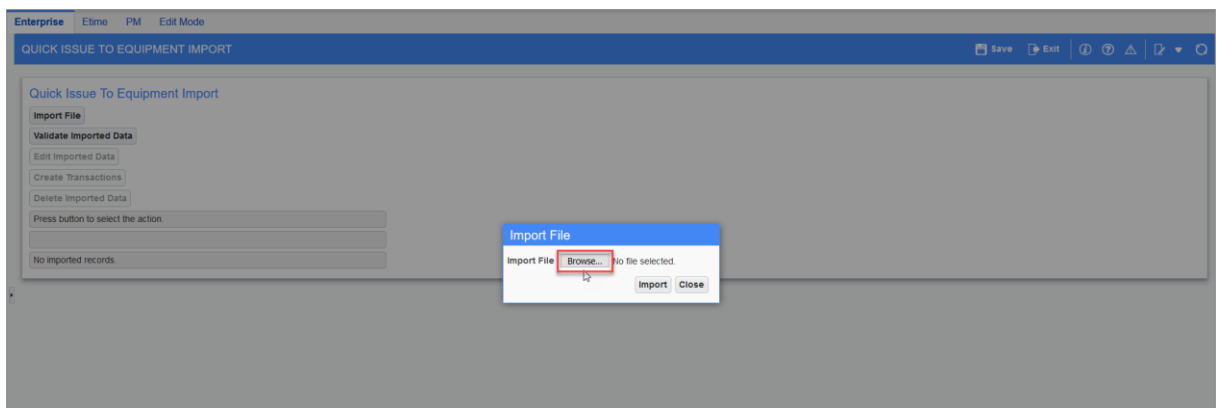 Enterprise Etime PM Edit Mode
QUICK ISSUE TO EQUIPMENT IMPORT Save Exit
Quick Issue To Equipment Import
Import File
Validate Imported Data
Edit Imported Data
Create Transactions
Delete Imported Data
Press button to select the action.
No imported records.
Import File
Import File Browse... No file selected.
Import Close